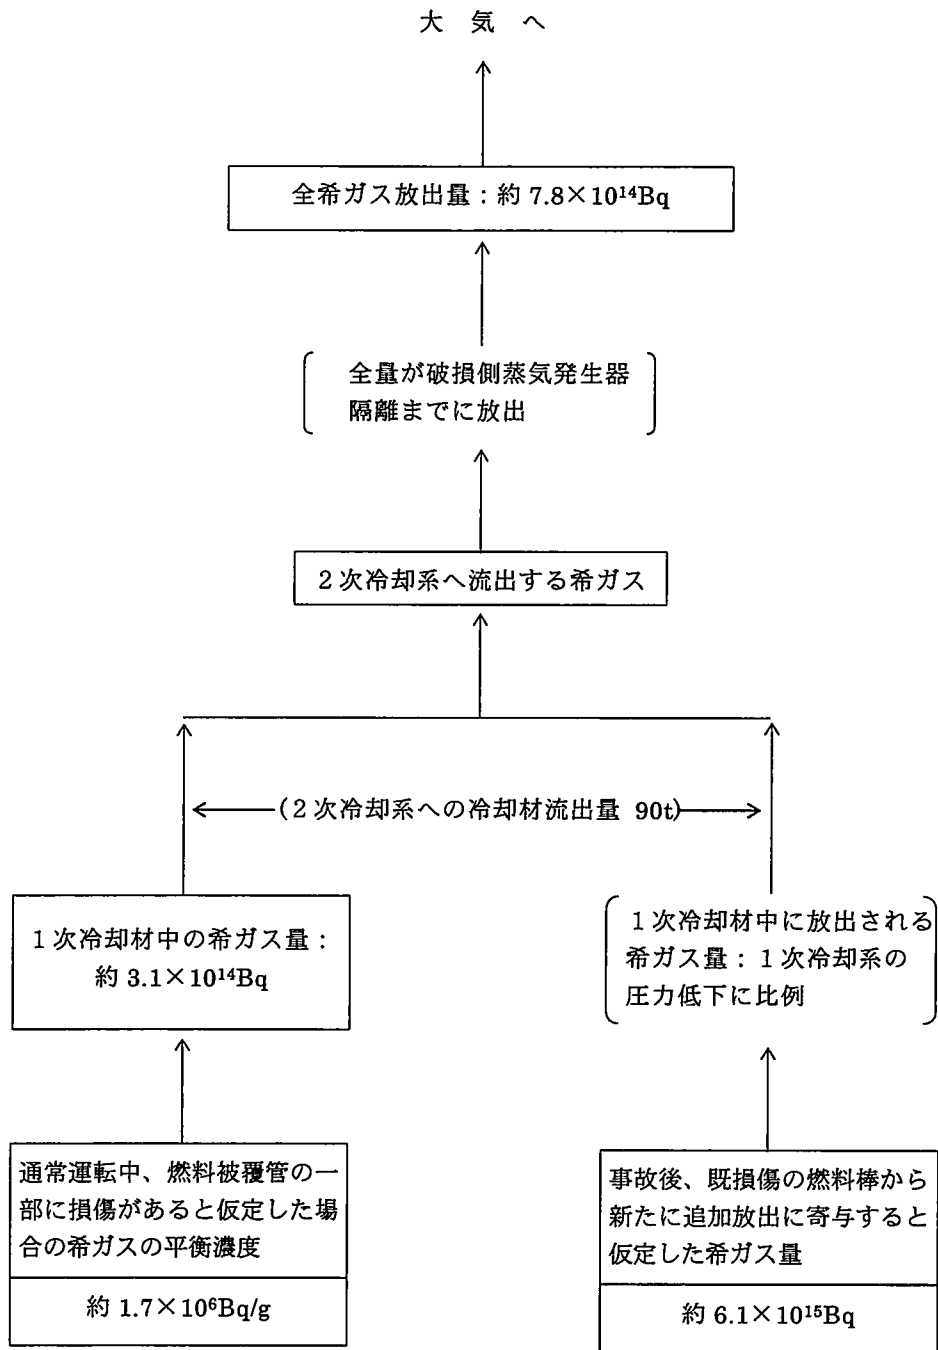 大 気 へ
全希ガス放出量：約 7.8×10¹⁴Bq
全量が破損側蒸気発生器
隔離までに放出
2次冷却系へ流出する希ガス
(2次冷却系への冷却材流出量 90t)
1次冷却材中の希ガス量：
約 3.1×10¹⁴Bq
1次冷却材中に放出される
希ガス量：1次冷却系の
圧力低下に比例
通常運転中、燃料被覆管の一
部に損傷があると仮定した場
合の希ガスの平衡濃度
約 1.7×10⁶Bq/g
事故後、既損傷の燃料棒から
新たに追加放出に寄与すると
仮定した希ガス量
約 6.1×10¹⁵Bq